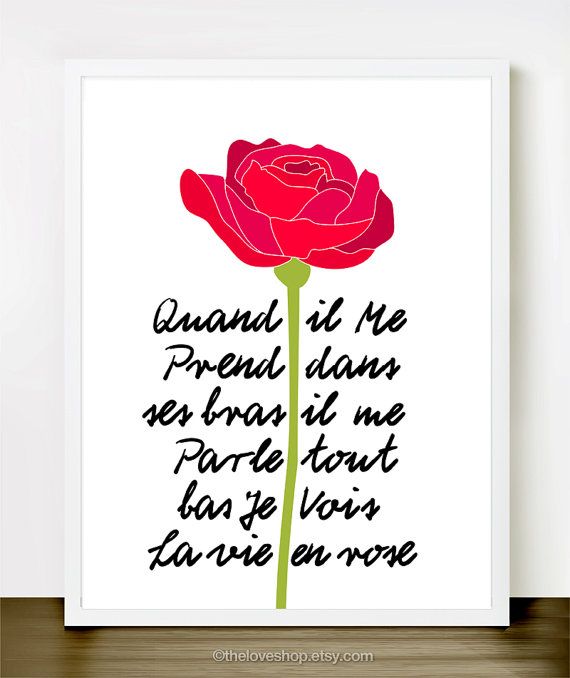 Quand il Me
Prend dans
ses bras il me
Parle tout
bas Je Vois
La vie en rose
©theloveshop.etsy.com